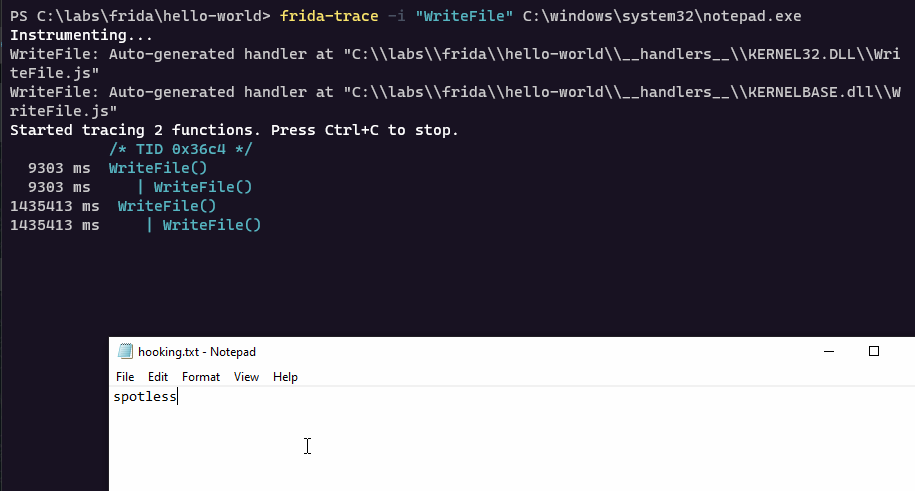 PS C:\labs\frida\hello-world> frida-trace -i "WriteFile" C:\windows\system32\notepad.exe
Instrumenting...
WriteFile: Auto-generated handler at "C:\\labs\\frida\\hello-world\\__handlers__\\KERNEL32.DLL\\Wri
teFile.js"
WriteFile: Auto-generated handler at "C:\\labs\\frida\\hello-world\\__handlers__\\KERNELBASE.dll\\W
riteFile.js"
Started tracing 2 functions. Press Ctrl+C to stop.
/* TID 0x36c4 */
9303 ms  WriteFile()
9303 ms     | WriteFile()
1435413 ms  WriteFile()
1435413 ms     | WriteFile()
hooking.txt - Notepad
File Edit Format View Help
spotless